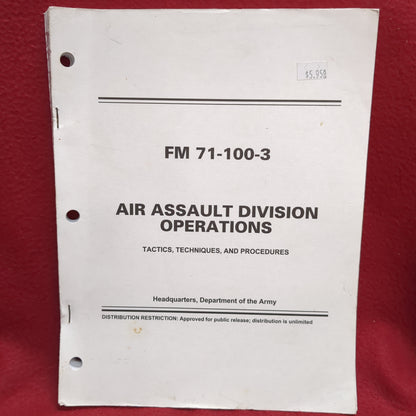 $5.950
FM 71-100-3
AIR ASSAULT DIVISION
OPERATIONS
TACTICS, TECHNIQUES, AND PROCEDURES
Headquarters, Department of the Army
DISTRIBUTION RESTRICTION: Approved for public release; distribution is unlimited